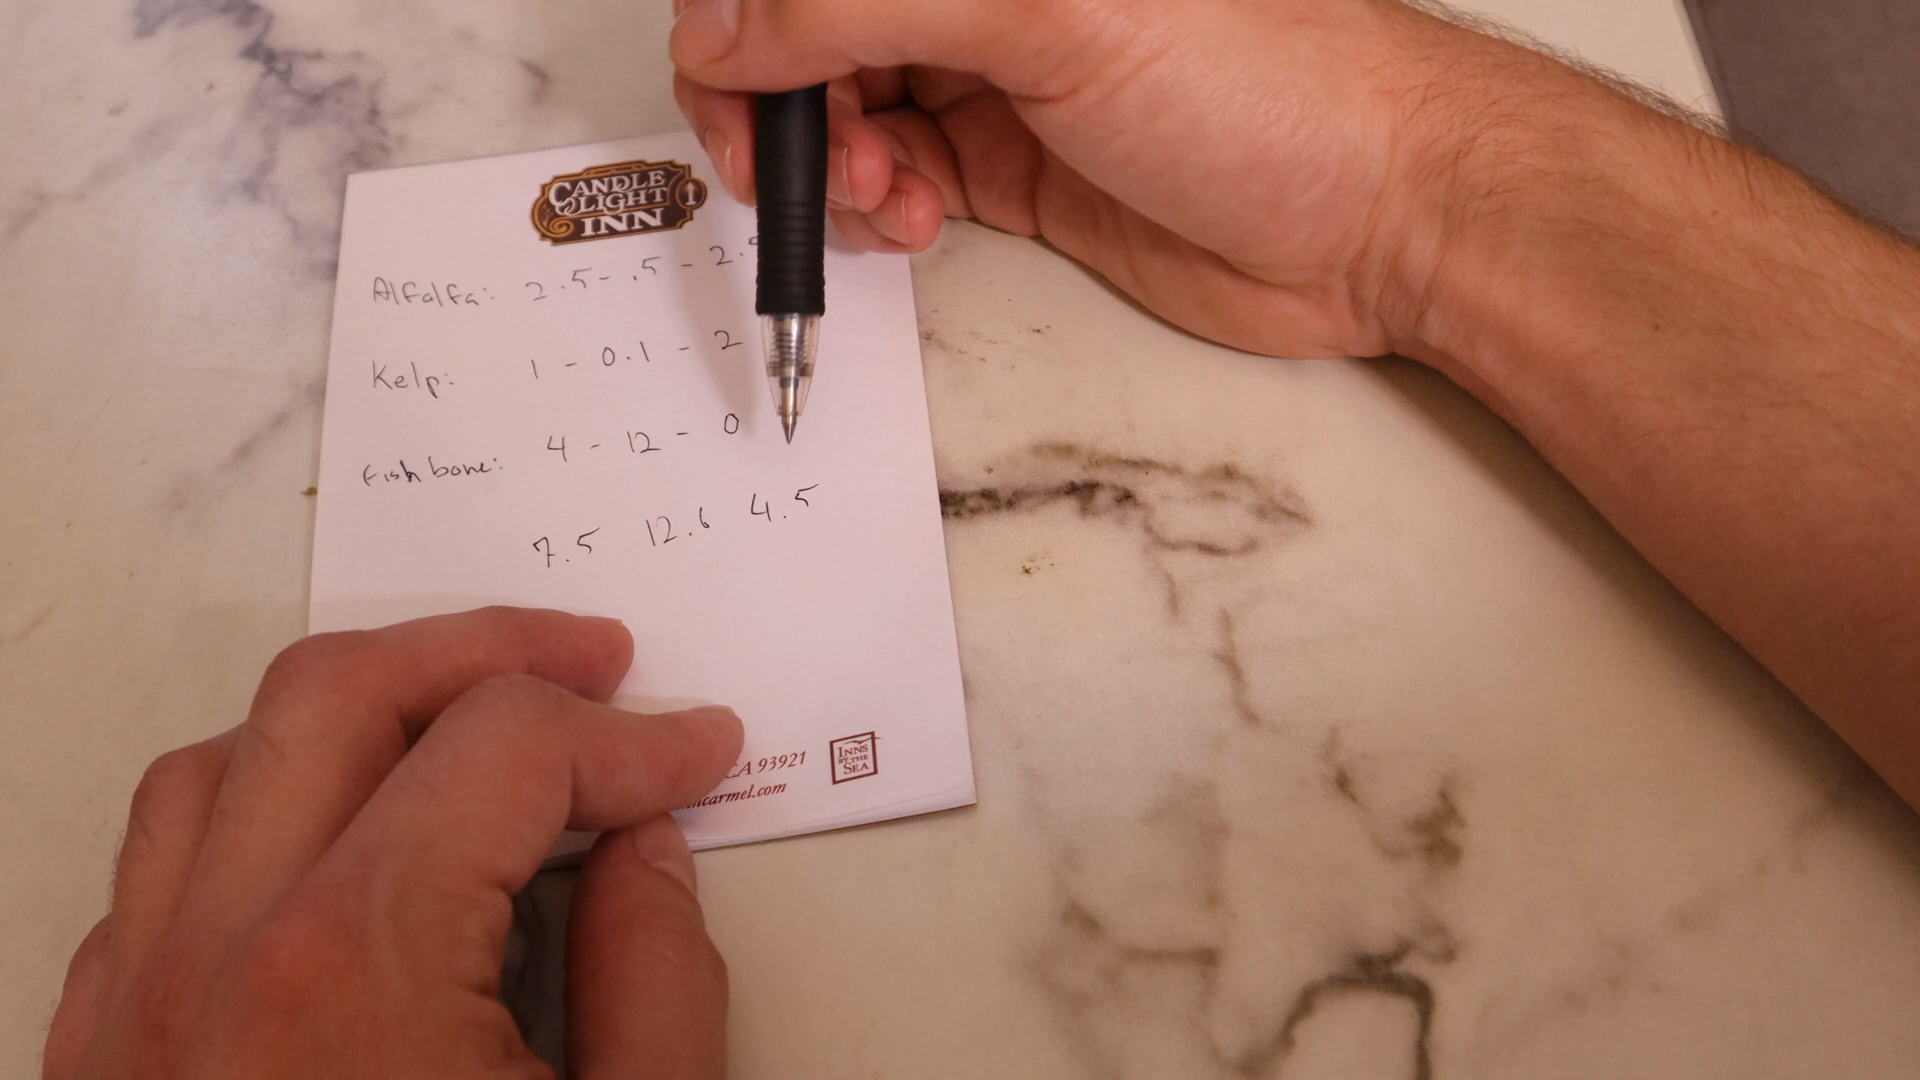 CANDLE
LIGHT
INN
Alfalfa: 2.5 - .5 - 2.5
Kelp: 1 - 0.1 - 2
Fish bone: 4 - 12 - 0
7.5 12.6 4.5
CA 93921
carmel.com
INNS
BY THE
SEA